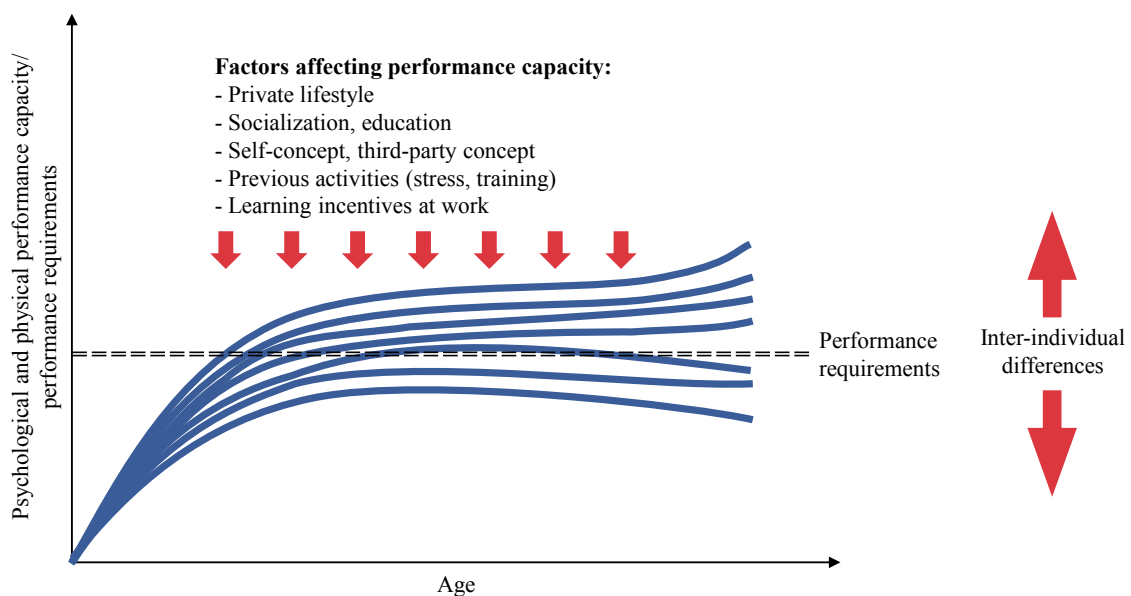 Psychological and physical performance capacity/
performance requirements
Factors affecting performance capacity:
- Private lifestyle
- Socialization, education
- Self-concept, third-party concept
- Previous activities (stress, training)
- Learning incentives at work
Performance
requirements
Inter-individual
differences
Age